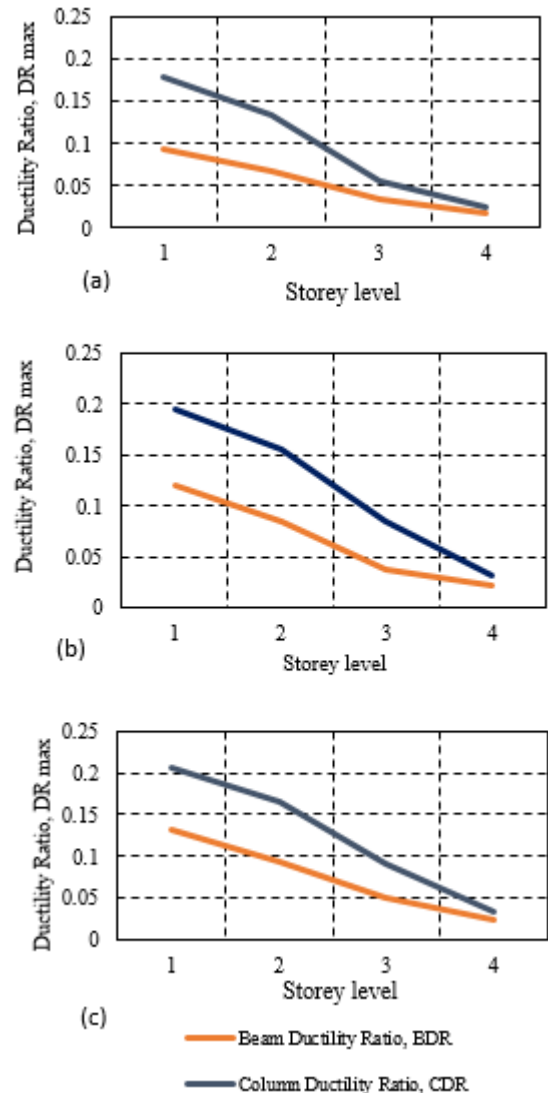 Ductility Ratio, DR max
0.25
0.2
0.15
0.1
0.05
0
1 2 3 4
Storey level
(a)
Ductility Ratio, DR max
0.25
0.2
0.15
0.1
0.05
0
1 2 3 4
Storey level
(b)
Ductility Ratio, DR max
0.25
0.2
0.15
0.1
0.05
0
1 2 3 4
Storey level
(c)
Beam Ductility Ratio, BDR
Column Ductility Ratio, CDR